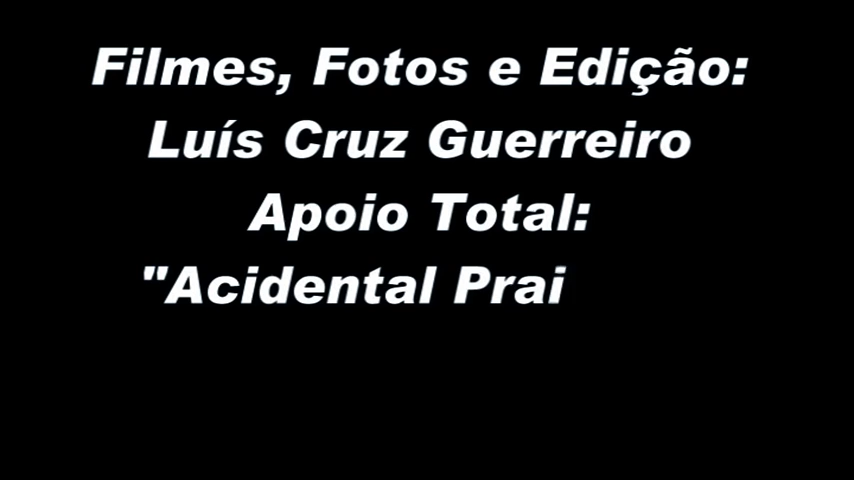 Filmes, Fotos e Edição:
Luís Cruz Guerreiro
Apoio Total:
"Acidental Prai